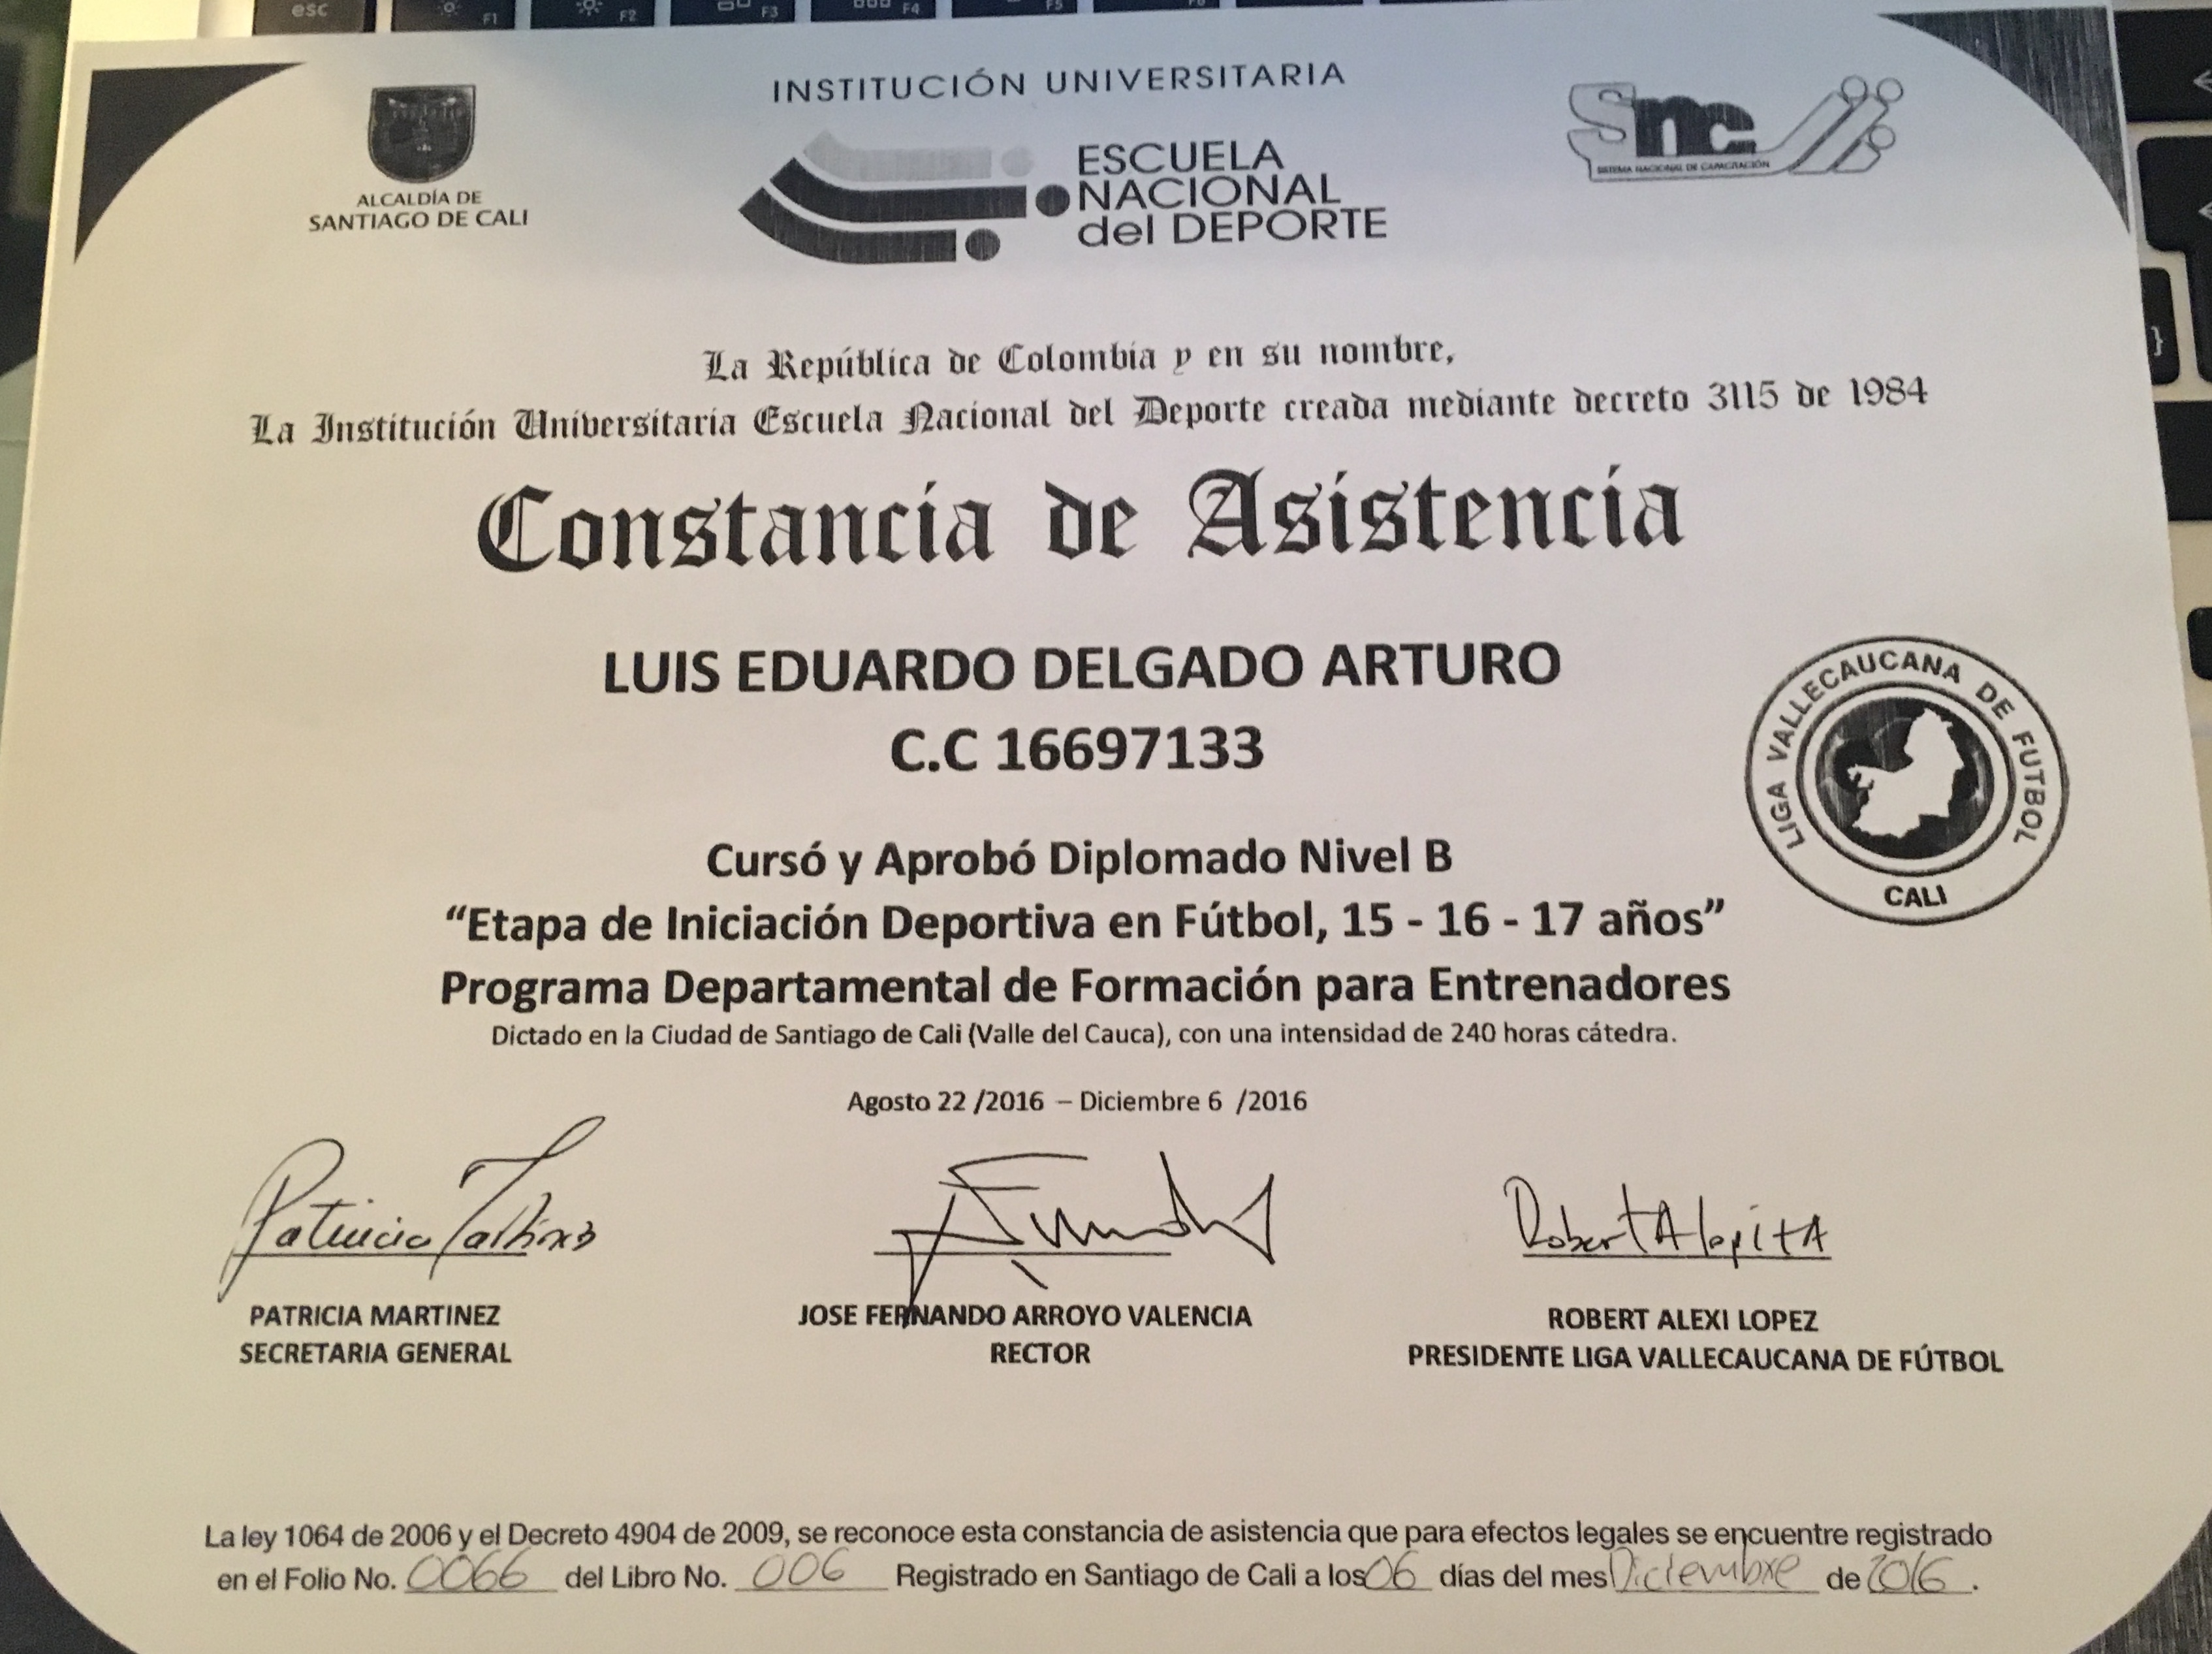 esc F1 F2 F3 F4 F5
INSTITUCIÓN UNIVERSITARIA
ESCUELA
NACIONAL
del DEPORTE
ALCALDÍA DE
SANTIAGO DE CALI
Snc
SISTEMA NACIONAL DE CAPACITACIÓN
La República de Colombia y en su nombre,
La Institución Universitaria Escuela Nacional del Deporte creada mediante decreto 3115 de 1984
Constancia de Asistencia
LUIS EDUARDO DELGADO ARTURO
C.C 16697133
LIGA VALLECAUCANA DE FUTBOL
CALI
Cursó y Aprobó Diplomado Nivel B
“Etapa de Iniciación Deportiva en Fútbol, 15 - 16 - 17 años”
Programa Departamental de Formación para Entrenadores
Dictado en la Ciudad de Santiago de Cali (Valle del Cauca), con una intensidad de 240 horas cátedra.
Agosto 22 /2016 – Diciembre 6 /2016
Patricia
PATRICIA MARTINEZ
SECRETARIA GENERAL
JOSE FERNANDO ARROYO VALENCIA
RECTOR
Robert A
ROBERT ALEXI LOPEZ
PRESIDENTE LIGA VALLECAUCANA DE FÚTBOL
La ley 1064 de 2006 y el Decreto 4904 de 2009, se reconoce esta constancia de asistencia que para efectos legales se encuentre registrado
en el Folio No. 0066 del Libro No. 006 Registrado en Santiago de Cali a los 06 días del mes Diciembre de 2016.